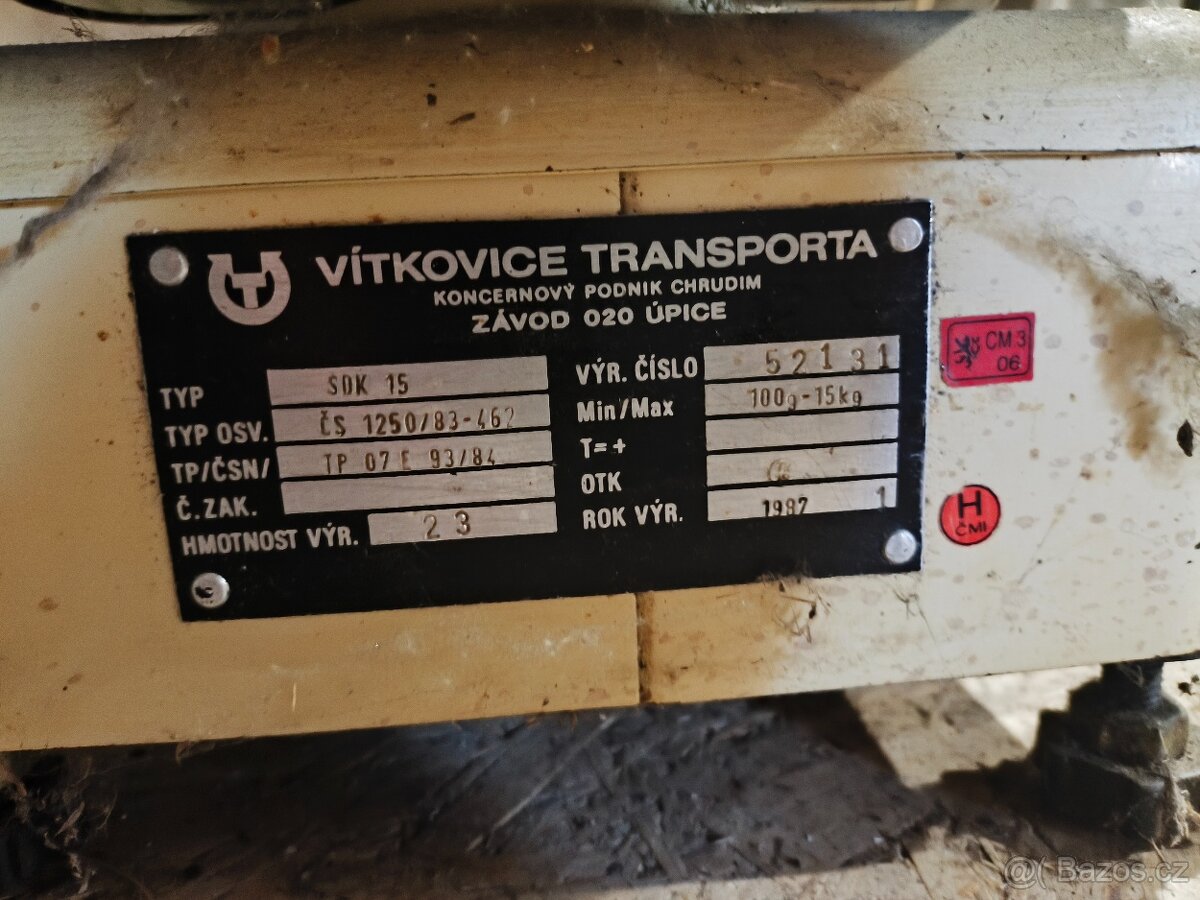 VÍTKOVICE TRANSPORTA
KONCERNOVÝ PODNIK CHRUDIM
ZÁVOD 020 ÚPICE
TYP SDK 15
TYP OSV. ČS 1250/83-462
TP/ČSN/ TP 07 E 93/84
Č.ZAK.
HMOTNOST VÝR. 23
VÝR. ČÍSLO 52131
Min/Max 100g-15kg
T= +
OTK
ROK VÝR. 1987 1
CM 3
06
H
ČMI
Bazos.cz